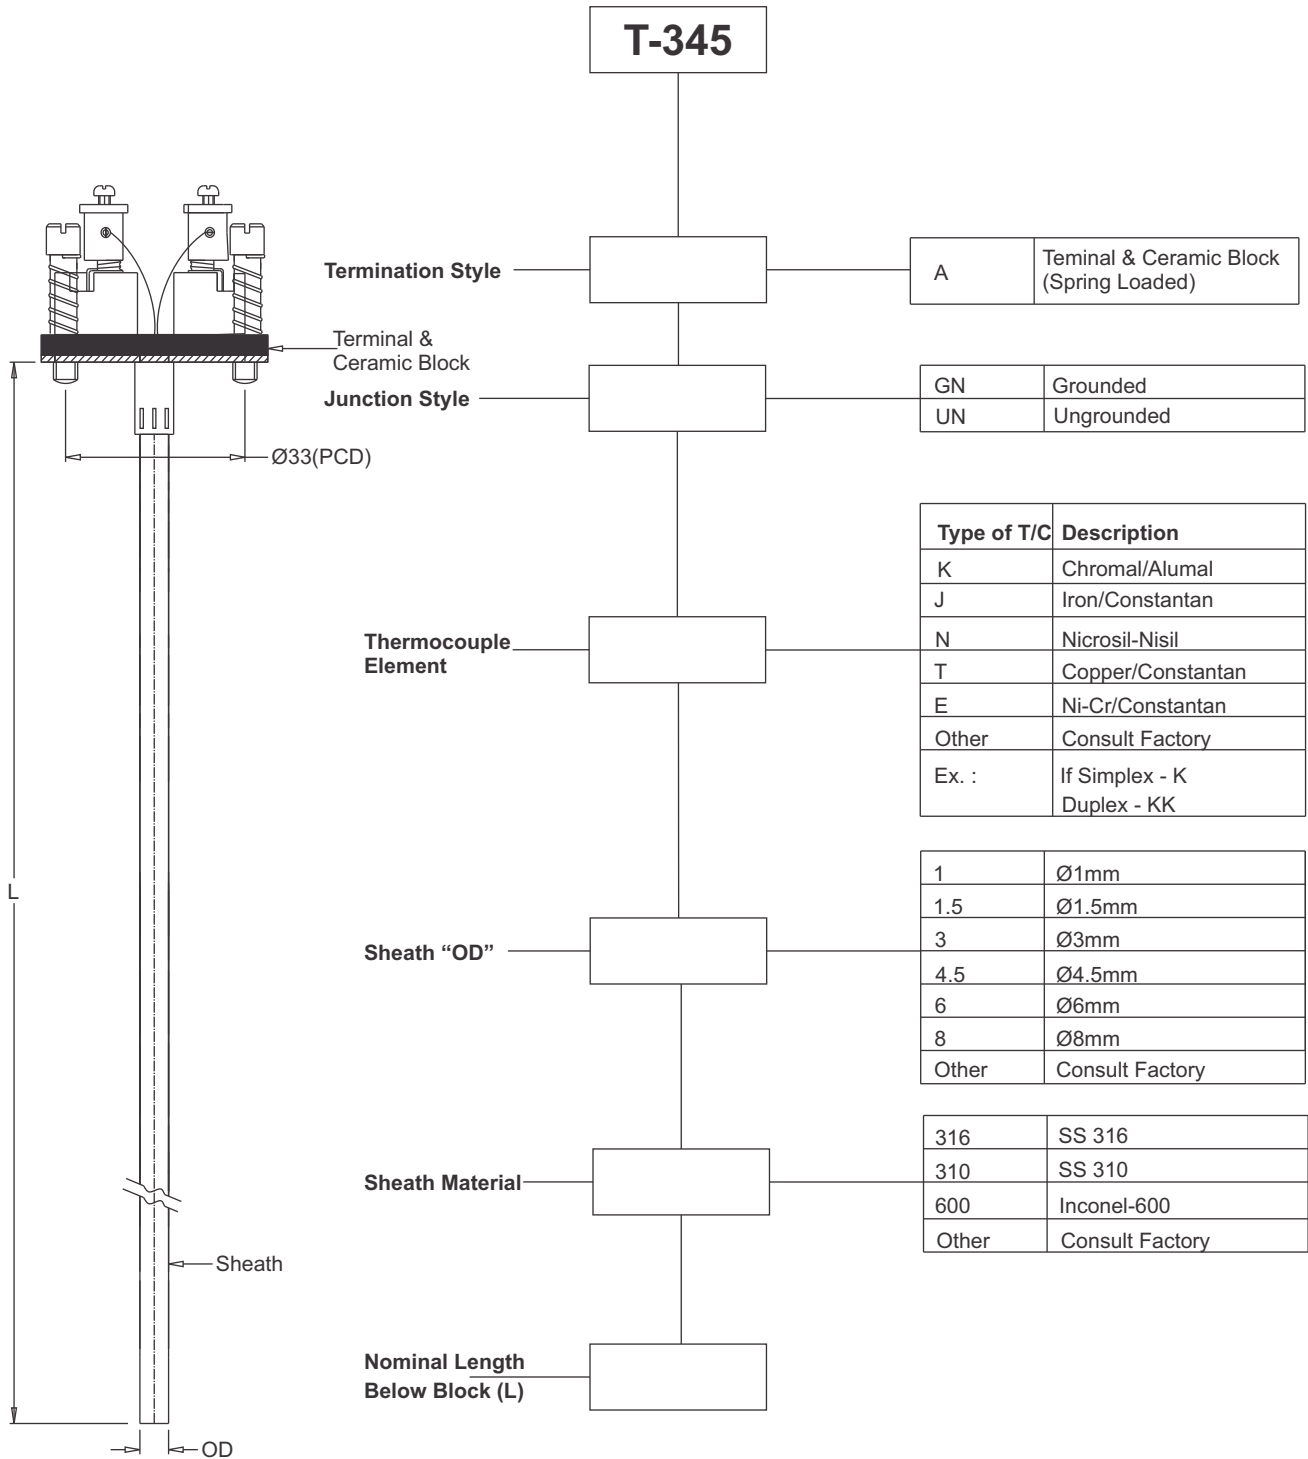 T-345
Termination Style
A
Teminal & Ceramic Block
(Spring Loaded)
Terminal &
Ceramic Block
Junction Style
GN Grounded
UN Ungrounded
Ø33(PCD)
Type of T/C Description
K Chromal/Alumal
J Iron/Constantan
N Nicrosil-Nisil
T Copper/Constantan
E Ni-Cr/Constantan
Other Consult Factory
Ex. : If Simplex - K
Duplex - KK
Thermocouple
Element
L
Sheath “OD”
1 Ø1mm
1.5 Ø1.5mm
3 Ø3mm
4.5 Ø4.5mm
6 Ø6mm
8 Ø8mm
Other Consult Factory
Sheath Material
316 SS 316
310 SS 310
600 Inconel-600
Other Consult Factory
Sheath
Nominal Length
Below Block (L)
OD